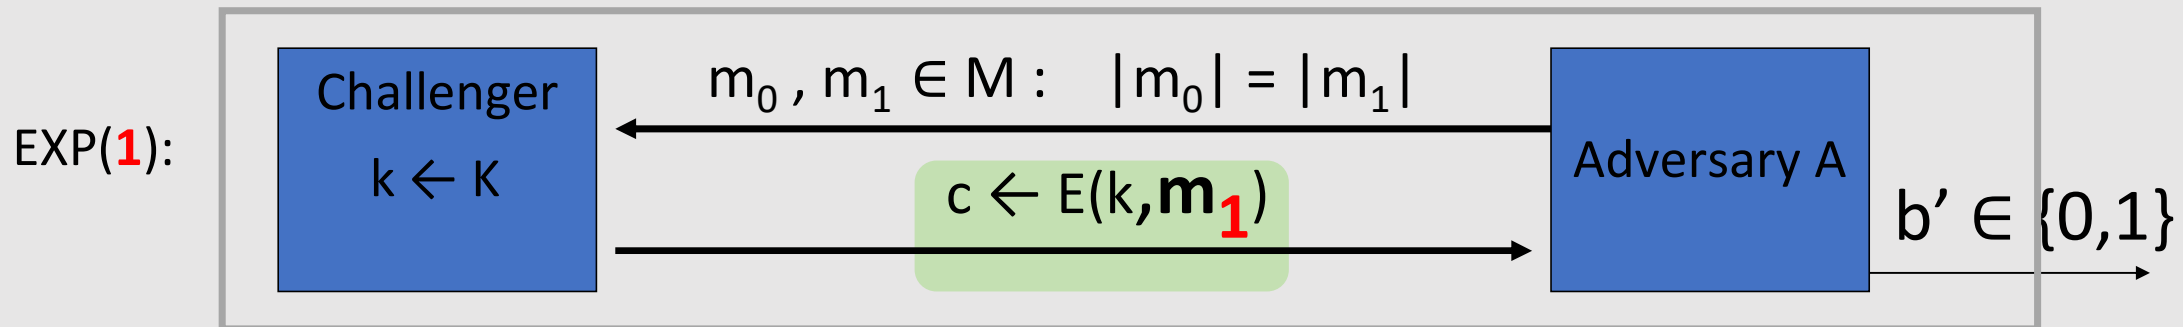 EXP(1):
Challenger
k ← K
m₀ , m₁ ∈ M : |m₀| = |m₁|
c ← E(k,m₁)
Adversary A
b’ ∈ {0,1}